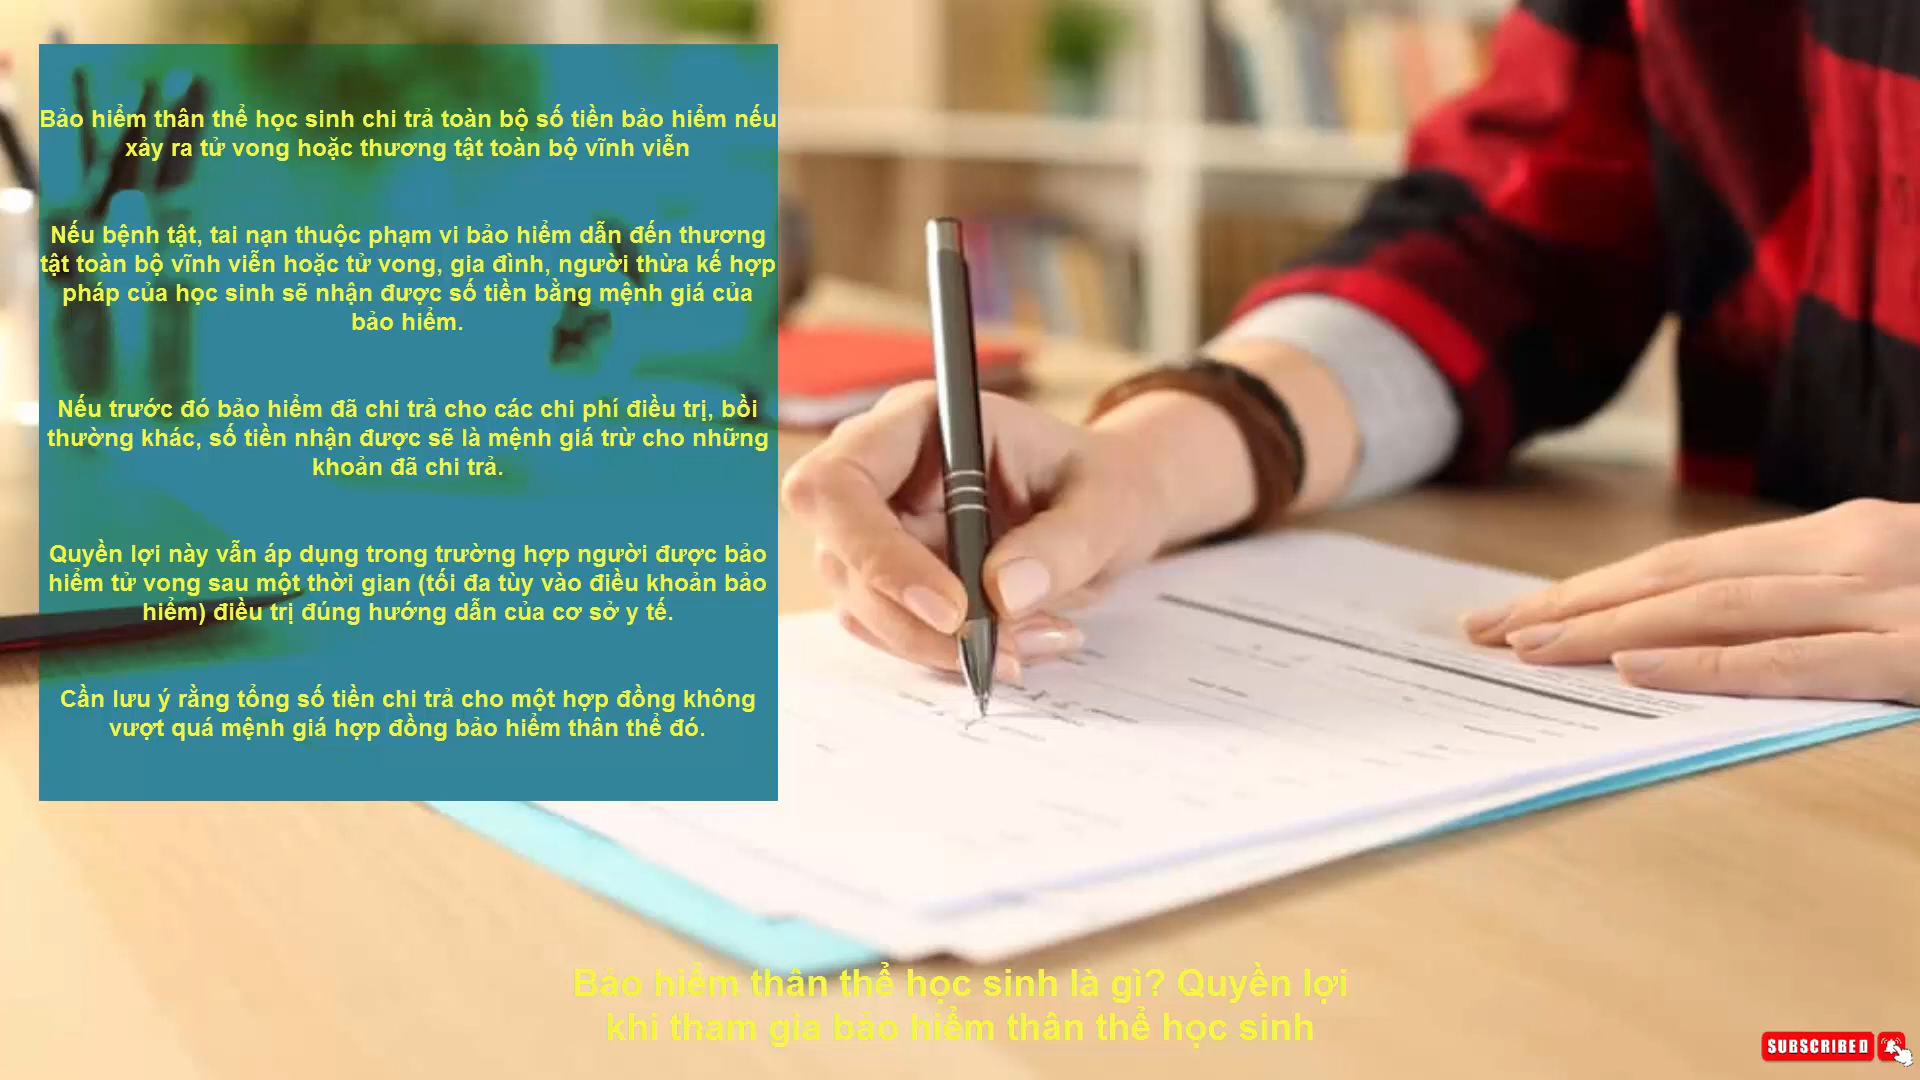 Bảo hiểm thân thể học sinh chi trả toàn bộ số tiền bảo hiểm nếu
xảy ra tử vong hoặc thương tật toàn bộ vĩnh viễn
Nếu bệnh tật, tai nạn thuộc phạm vi bảo hiểm dẫn đến thương
tật toàn bộ vĩnh viễn hoặc tử vong, gia đình, người thừa kế hợp
pháp của học sinh sẽ nhận được số tiền bằng mệnh giá của
bảo hiểm.
Nếu trước đó bảo hiểm đã chi trả cho các chi phí điều trị, bồi
thường khác, số tiền nhận được sẽ là mệnh giá trừ cho những
khoản đã chi trả.
Quyền lợi này vẫn áp dụng trong trường hợp người được bảo
hiểm tử vong sau một thời gian (tối đa tùy vào điều khoản bảo
hiểm) điều trị đúng hướng dẫn của cơ sở y tế.
Cần lưu ý rằng tổng số tiền chi trả cho một hợp đồng không
vượt quá mệnh giá hợp đồng bảo hiểm thân thể đó.
Bảo hiểm thân thể học sinh là gì? Quyền lợi
khi tham gia bảo hiểm thân thể học sinh
SUBSCRIBED